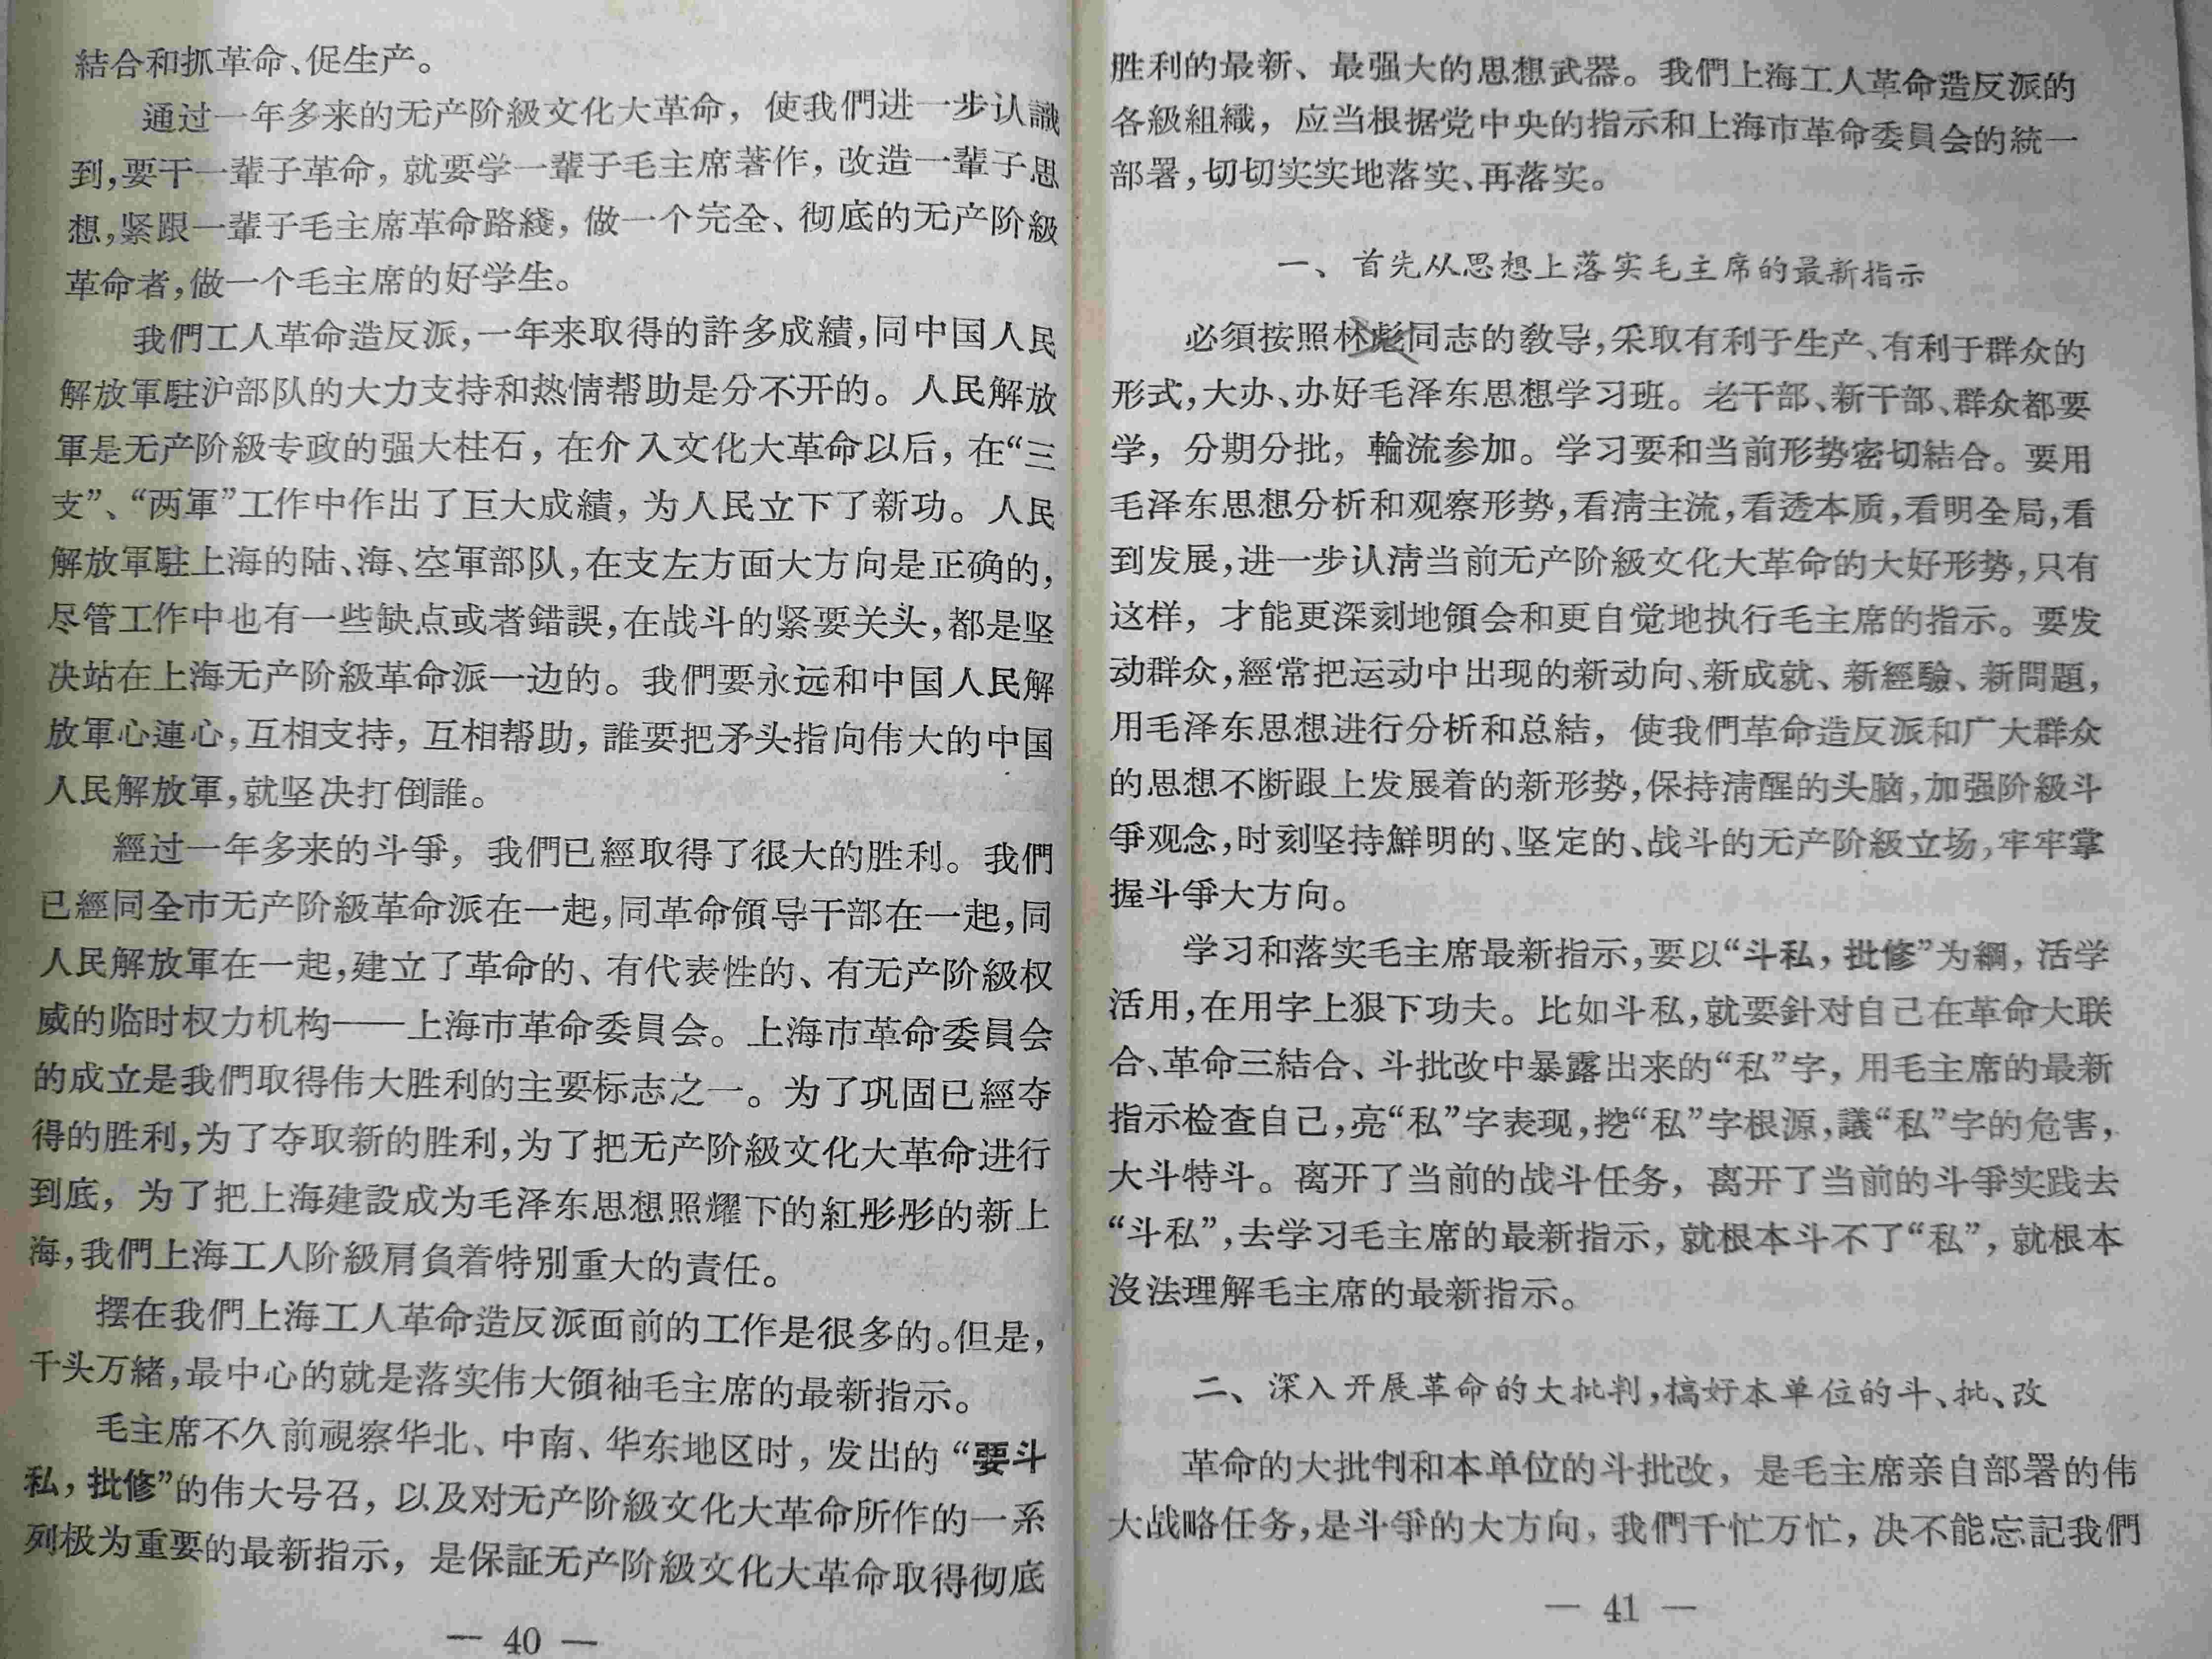 結合和抓革命、促生产。
通过一年多来的无产阶級文化大革命，使我們进一步认識
到，要干一輩子革命，就要学一輩子毛主席著作，改造一輩子思
想，紧跟一輩子毛主席革命路綫，做一个完全、彻底的无产阶級
革命者，做一个毛主席的好学生。
我們工人革命造反派，一年来取得的許多成績，同中国人民
解放軍駐沪部队的大力支持和热情帮助是分不开的。人民解放
軍是无产阶級专政的强大柱石，在介入文化大革命以后，在“三
支”、“两軍”工作中作出了巨大成績，为人民立下了新功。人民
解放軍駐上海的陆、海、空軍部队，在支左方面大方向是正确的，
尽管工作中也有一些缺点或者錯誤，在战斗的紧要关头，都是坚
决站在上海无产阶級革命派一边的。我們要永远和中国人民解
放軍心連心，互相支持，互相帮助，誰要把矛头指向伟大的中国
人民解放軍，就坚决打倒誰。
經过一年多来的斗爭，我們已經取得了很大的胜利。我們
已經同全市无产阶級革命派在一起，同革命領导干部在一起，同
人民解放軍在一起，建立了革命的、有代表性的、有无产阶級权
威的临时权力机构——上海市革命委員会。上海市革命委員会
的成立是我們取得伟大胜利的主要标志之一。为了巩固已經夺
得的胜利，为了夺取新的胜利，为了把无产阶級文化大革命进行
到底，为了把上海建設成为毛泽东思想照耀下的紅彤彤的新上
海，我們上海工人阶級肩負着特別重大的責任。
摆在我們上海工人革命造反派面前的工作是很多的。但是，
千头万緒，最中心的就是落实伟大領袖毛主席的最新指示。
毛主席不久前視察华北、中南、华东地区时，发出的“要斗
私，批修”的伟大号召，以及对无产阶級文化大革命所作的一系
列极为重要的最新指示，是保証无产阶級文化大革命取得彻底
— 40 —
胜利的最新、最强大的思想武器。我們上海工人革命造反派的
各級組織，应当根据党中央的指示和上海市革命委員会的統一
部署，切切实实地落实、再落实。
一、首先从思想上落实毛主席的最新指示
必須按照林彪同志的教导，采取有利于生产、有利于群众的
形式，大办、办好毛泽东思想学习班。老干部、新干部、群众都要
学，分期分批，輪流参加。学习要和当前形势密切結合。要用
毛泽东思想分析和观察形势，看淸主流，看透本质，看明全局，看
到发展，进一步认淸当前无产阶級文化大革命的大好形势，只有
这样，才能更深刻地領会和更自觉地执行毛主席的指示。要发
动群众，經常把运动中出现的新动向、新成就、新經驗、新問題，
用毛泽东思想进行分析和总結，使我們革命造反派和广大群众
的思想不断跟上发展着的新形势，保持淸醒的头脑，加强阶級斗
爭观念，时刻坚持鮮明的、坚定的、战斗的无产阶級立场，牢牢掌
握斗爭大方向。
学习和落实毛主席最新指示，要以“斗私，批修”为綱，活学
活用，在用字上狠下功夫。比如斗私，就要針对自己在革命大联
合、革命三結合、斗批改中暴露出来的“私”字，用毛主席的最新
指示检查自己，亮“私”字表现，挖“私”字根源，議“私”字的危害，
大斗特斗。离开了当前的战斗任务，离开了当前的斗爭实践去
“斗私”，去学习毛主席的最新指示，就根本斗不了“私”，就根本
沒法理解毛主席的最新指示。
二、深入开展革命的大批判，搞好本单位的斗、批、改
革命的大批判和本单位的斗批改，是毛主席亲自部署的伟
大战略任务，是斗爭的大方向，我們千忙万忙，决不能忘記我們
— 41 —